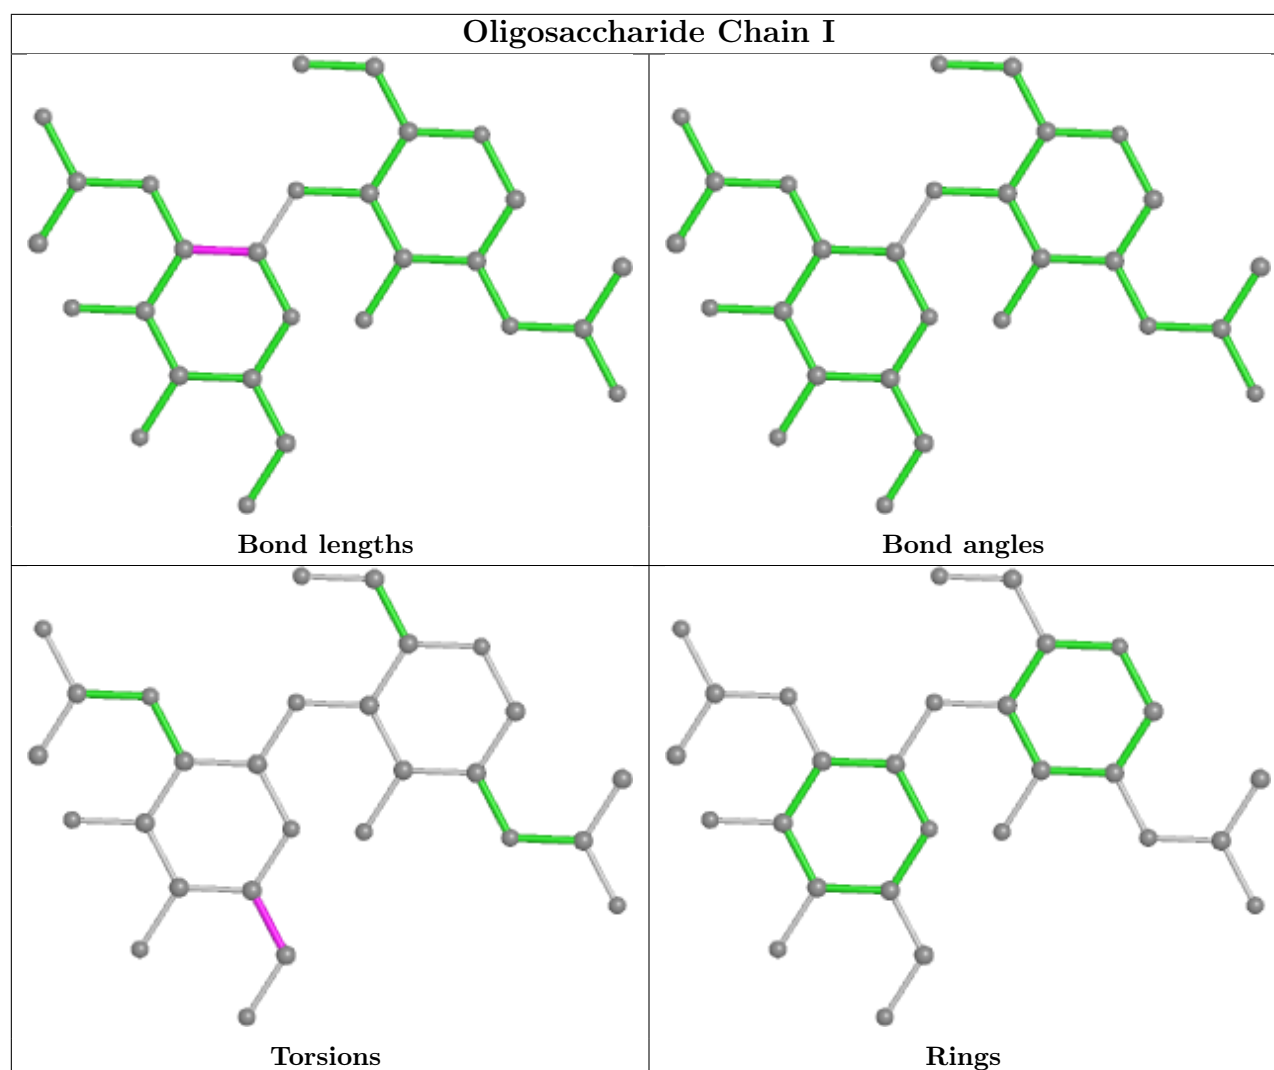 Oligosaccharide Chain I
Bond lengths
Bond angles
Torsions
Rings